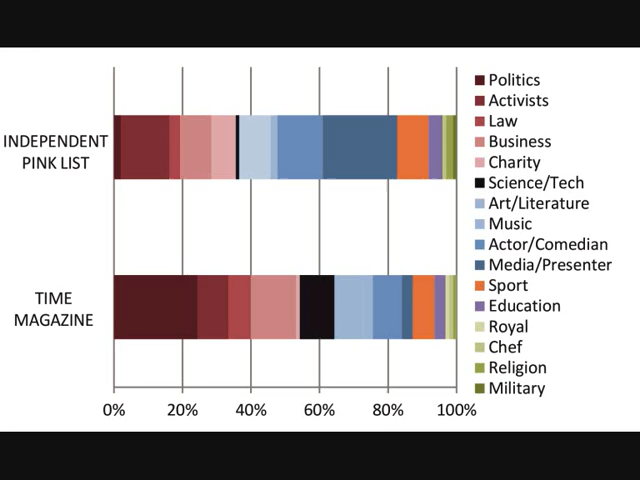 INDEPENDENT
PINK LIST
TIME
MAGAZINE
0% 20% 40% 60% 80% 100%
Politics
Activists
Law
Business
Charity
Science/Tech
Art/Literature
Music
Actor/Comedian
Media/Presenter
Sport
Education
Royal
Chef
Religion
Military